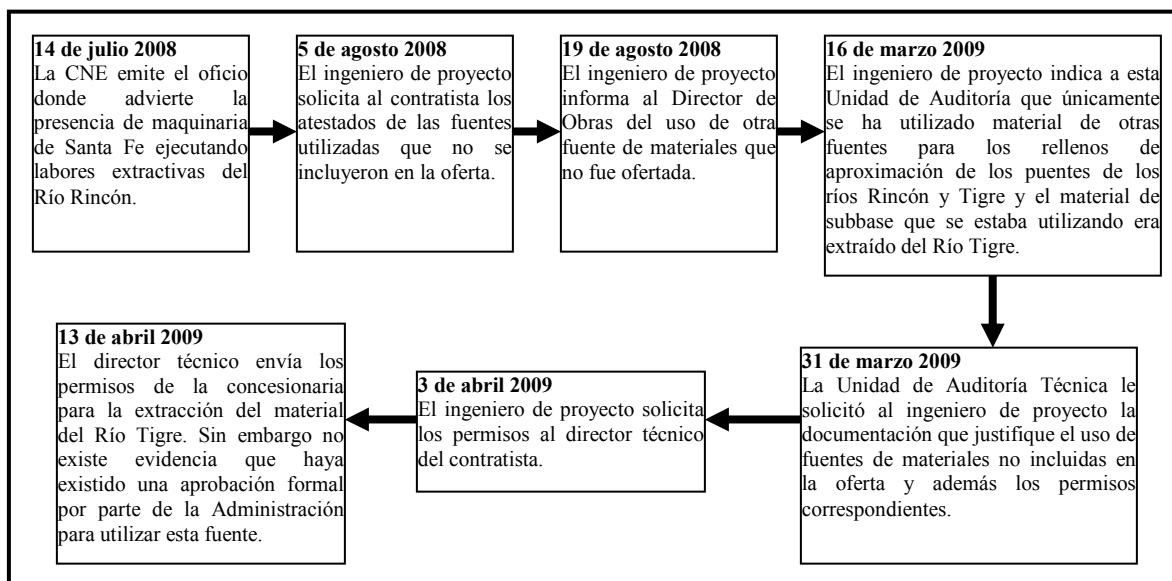 14 de julio 2008
La CNE emite el oficio
donde advierte la
presencia de maquinaria
de Santa Fe ejecutando
labores extractivas del
Río Rincón.
5 de agosto 2008
El ingeniero de proyecto
solicita al contratista los
atestados de las fuentes
utilizadas que no se
incluyeron en la oferta.
19 de agosto 2008
El ingeniero de proyecto
informa al Director de
Obras del uso de otra
fuente de materiales que
no fue ofertada.
16 de marzo 2009
El ingeniero de proyecto indica a esta
Unidad de Auditoría que únicamente
se ha utilizado material de otras
fuentes para los rellenos de
aproximación de los puentes de los
ríos Rincón y Tigre y el material de
subbase que se estaba utilizando era
extraído del Río Tigre.
31 de marzo 2009
La Unidad de Auditoría Técnica le
solicitó al ingeniero de proyecto la
documentación que justifique el uso de
fuentes de materiales no incluidas en
la oferta y además los permisos
correspondientes.
3 de abril 2009
El ingeniero de proyecto solicita
los permisos al director técnico
del contratista.
13 de abril 2009
El director técnico envía los
permisos de la concesionaria
para la extracción del material
del Río Tigre. Sin embargo no
existe evidencia que haya
existido una aprobación formal
por parte de la Administración
para utilizar esta fuente.